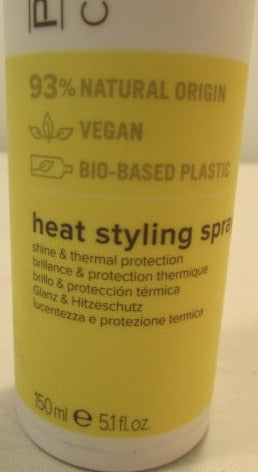 P
C
93% NATURAL ORIGIN
VEGAN
BIO-BASED PLASTIC
heat styling spray
shine & thermal protection
brillance & protection thermique
brillo & protección térmica
Glanz & Hitzeschutz
lucentezza e protezione termica
150 ml e 5.1 fl. oz.